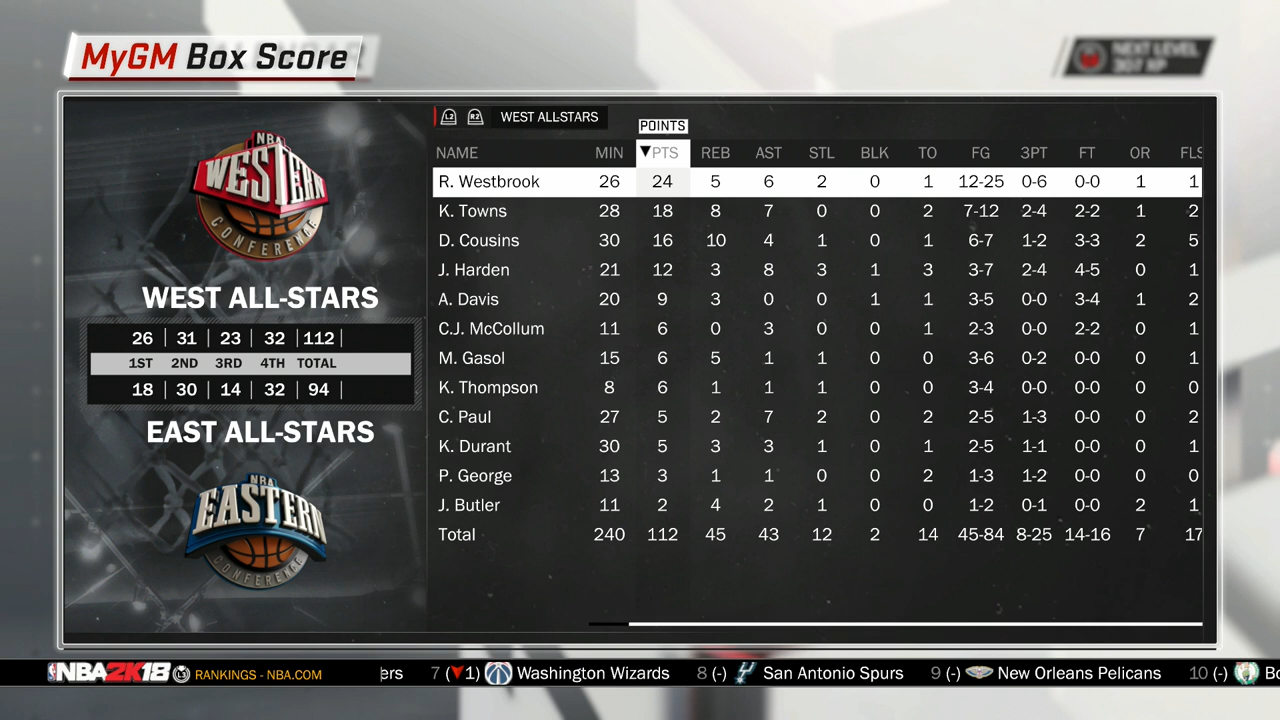 MyGM Box Score
NEXT LEVEL
307 XP
NBA
WESTERN
CONFERENCE
WEST ALL-STARS
26 31 23 32 112
1ST 2ND 3RD 4TH TOTAL
18 30 14 32 94
EAST ALL-STARS
NBA
EASTERN
CONFERENCE
L2 R2 WEST ALL-STARS
POINTS
NAME MIN ▼PTS REB AST STL BLK TO FG 3PT FT OR FLS
R. Westbrook 26 24 5 6 2 0 1 12-25 0-6 0-0 1 1
K. Towns 28 18 8 7 0 0 2 7-12 2-4 2-2 1 2
D. Cousins 30 16 10 4 1 0 1 6-7 1-2 3-3 2 5
J. Harden 21 12 3 8 3 1 3 3-7 2-4 4-5 0 1
A. Davis 20 9 3 0 0 1 1 3-5 0-0 3-4 1 2
C.J. McCollum 11 6 0 3 0 0 1 2-3 0-0 2-2 0 1
M. Gasol 15 6 5 1 1 0 0 3-6 0-2 0-0 0 1
K. Thompson 8 6 1 1 1 0 0 3-4 0-0 0-0 0 0
C. Paul 27 5 2 7 2 0 2 2-5 1-3 0-0 0 2
K. Durant 30 5 3 3 1 0 1 2-5 1-1 0-0 0 1
P. George 13 3 1 1 0 0 2 1-3 1-2 0-0 0 0
J. Butler 11 2 4 2 1 0 0 1-2 0-1 0-0 2 1
Total 240 112 45 43 12 2 14 45-84 8-25 14-16 7 17
NBA2K18 RANKINGS - NBA.COM ers 7 (▼1) Washington Wizards 8 (-) San Antonio Spurs 9 (-) New Orleans Pelicans 10 (-) Bo